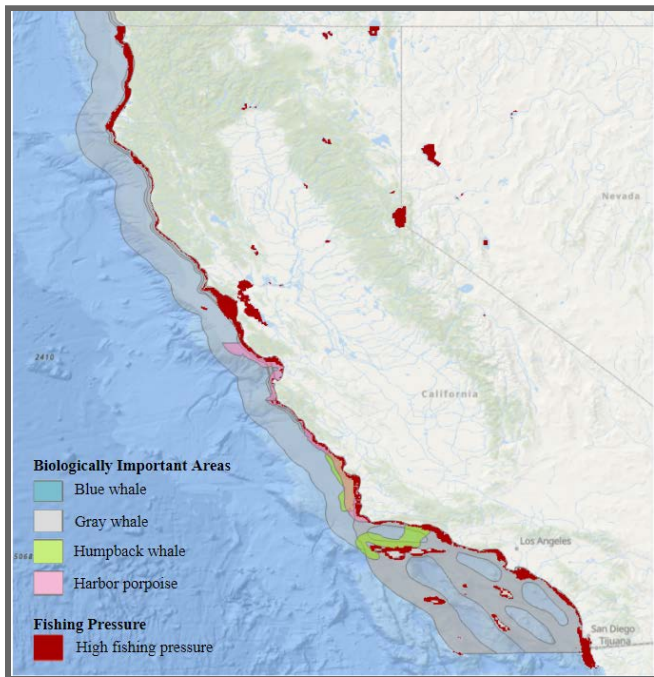 Nevada
2410
California
Biologically Important Areas
Blue whale
Gray whale
Humpback whale
Harbor porpoise
5068
Los Angeles
Fishing Pressure
High fishing pressure
San Diego
Tijuana